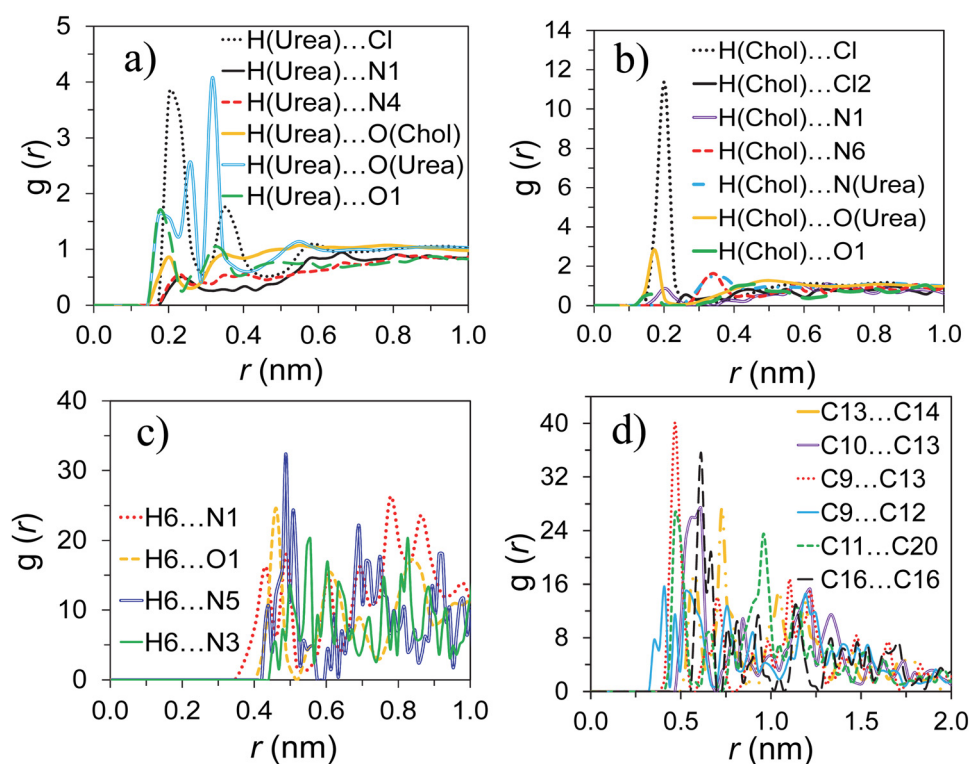 a)
g (r)
5
4
3
2
1
0
H(Urea)...Cl
H(Urea)...N1
H(Urea)...N4
H(Urea)...O(Chol)
H(Urea)...O(Urea)
H(Urea)...O1
0.0 0.2 0.4 0.6 0.8 1.0
r (nm)
b)
g (r)
14
12
10
8
6
4
2
0
H(Chol)...Cl
H(Chol)...Cl2
H(Chol)...N1
H(Chol)...N6
H(Chol)...N(Urea)
H(Chol)...O(Urea)
H(Chol)...O1
0.0 0.2 0.4 0.6 0.8 1.0
r (nm)
c)
g (r)
40
30
20
10
0
H6...N1
H6...O1
H6...N5
H6...N3
0.0 0.2 0.4 0.6 0.8 1.0
r (nm)
d)
g (r)
40
32
24
16
8
0
C13...C14
C10...C13
C9...C13
C9...C12
C11...C20
C16...C16
0.0 0.5 1.0 1.5 2.0
r (nm)